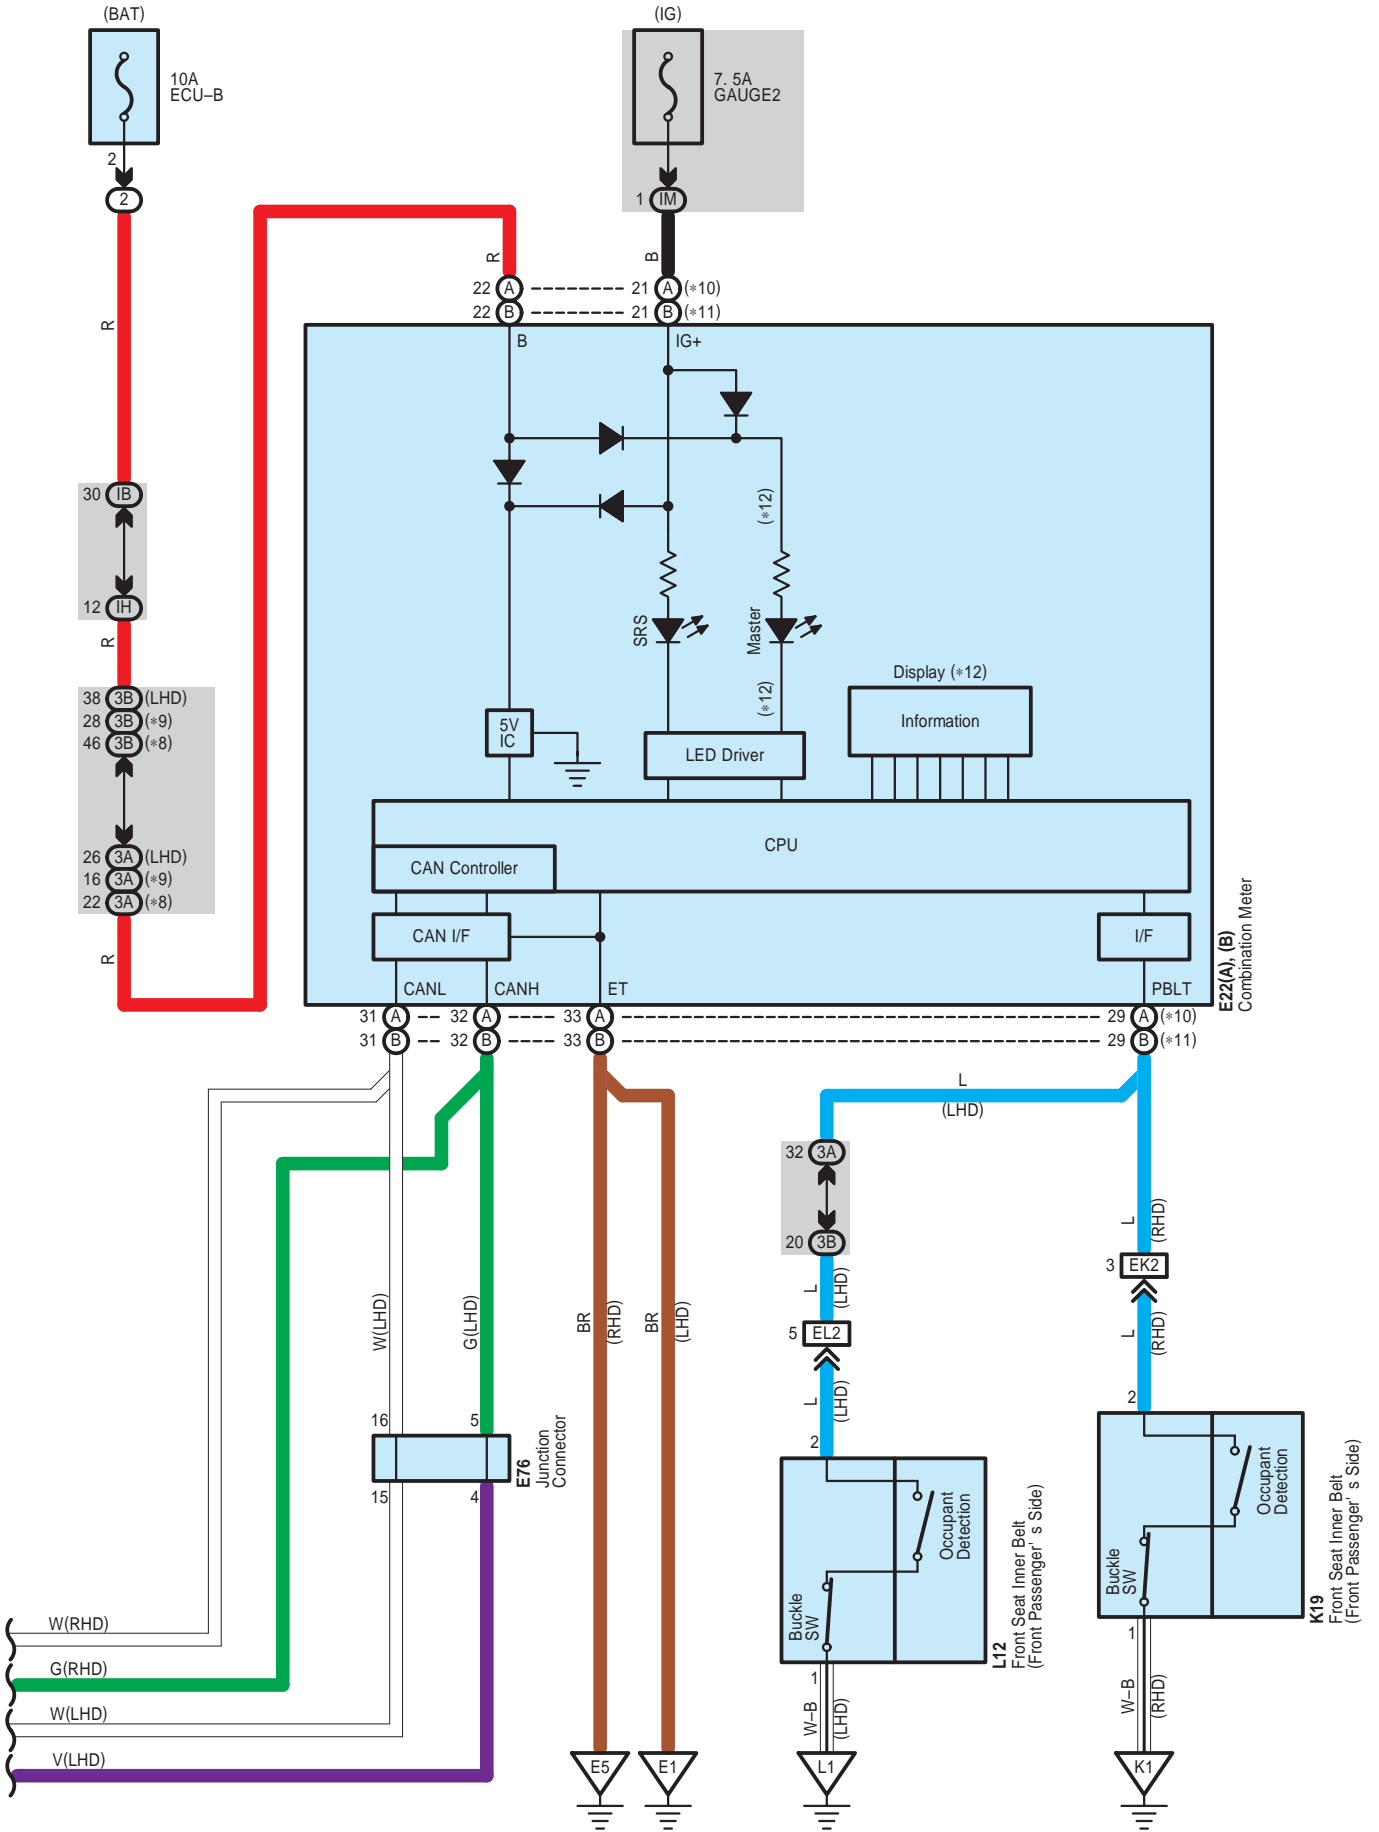 (BAT)
(IG)
10A
ECU–B
7. 5A
GAUGE2
2
2
1 IM
R
B
R
22 A
21 A (*10)
22 B
21 B (*11)
B
IG+
30 IB
(*12)
12 IH
R
SRS
Master
Display (*12)
38 3B (LHD)
28 3B (*9)
46 3B (*8)
(*12)
Information
5V
IC
LED Driver
26 3A (LHD)
16 3A (*9)
22 3A (*8)
CPU
CAN Controller
CAN I/F
I/F
R
E22(A), (B)
Combination Meter
CANL
CANH
ET
PBLT
31 A
32 A
33 A
29 A (*10)
31 B
32 B
33 B
29 B (*11)
L
(LHD)
32 3A
20 3B
L
(RHD)
3 EK2
L
(LHD)
5 EL2
L
(RHD)
W(LHD)
G(LHD)
BR
(RHD)
BR
(LHD)
L
(LHD)
2
2
16
5
E76
Junction
Connector
15
4
Occupant
Detection
Buckle
SW
L12
Front Seat Inner Belt
(Front Passenger' s Side)
Occupant
Detection
Buckle
SW
K19
Front Seat Inner Belt
(Front Passenger' s Side)
W(RHD)
G(RHD)
W(LHD)
V(LHD)
1
W–B
(LHD)
1
W–B
(RHD)
E5
E1
L1
K1